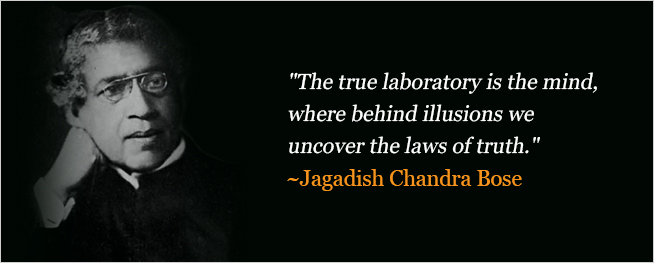 "The true laboratory is the mind,
where behind illusions we
uncover the laws of truth."
~Jagadish Chandra Bose